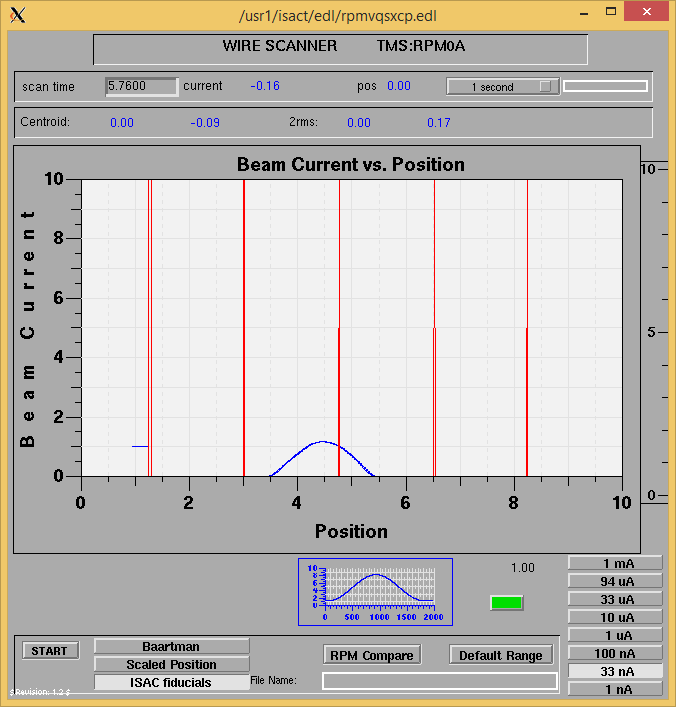 /usr1/isact/edl/rpmvqsxcp.edl
WIRE SCANNER TMS:RPM0A
scan time 5.7600 current -0.16 pos 0.00 1 second
Centroid: 0.00 -0.09 2rms: 0.00 0.17
Beam Current vs. Position
10
8
6
4
2
0
Beam Current
0 2 4 6 8 10
Position
10
5
0
10
8
6
4
2
0
0 500 1000 1500 2000
1.00
1 mA
94 uA
33 uA
10 uA
1 uA
100 nA
33 nA
1 nA
START
Baartman
Scaled Position
ISAC fiducials
RPM Compare
Default Range
File Name:
$Revision: 1.2 $